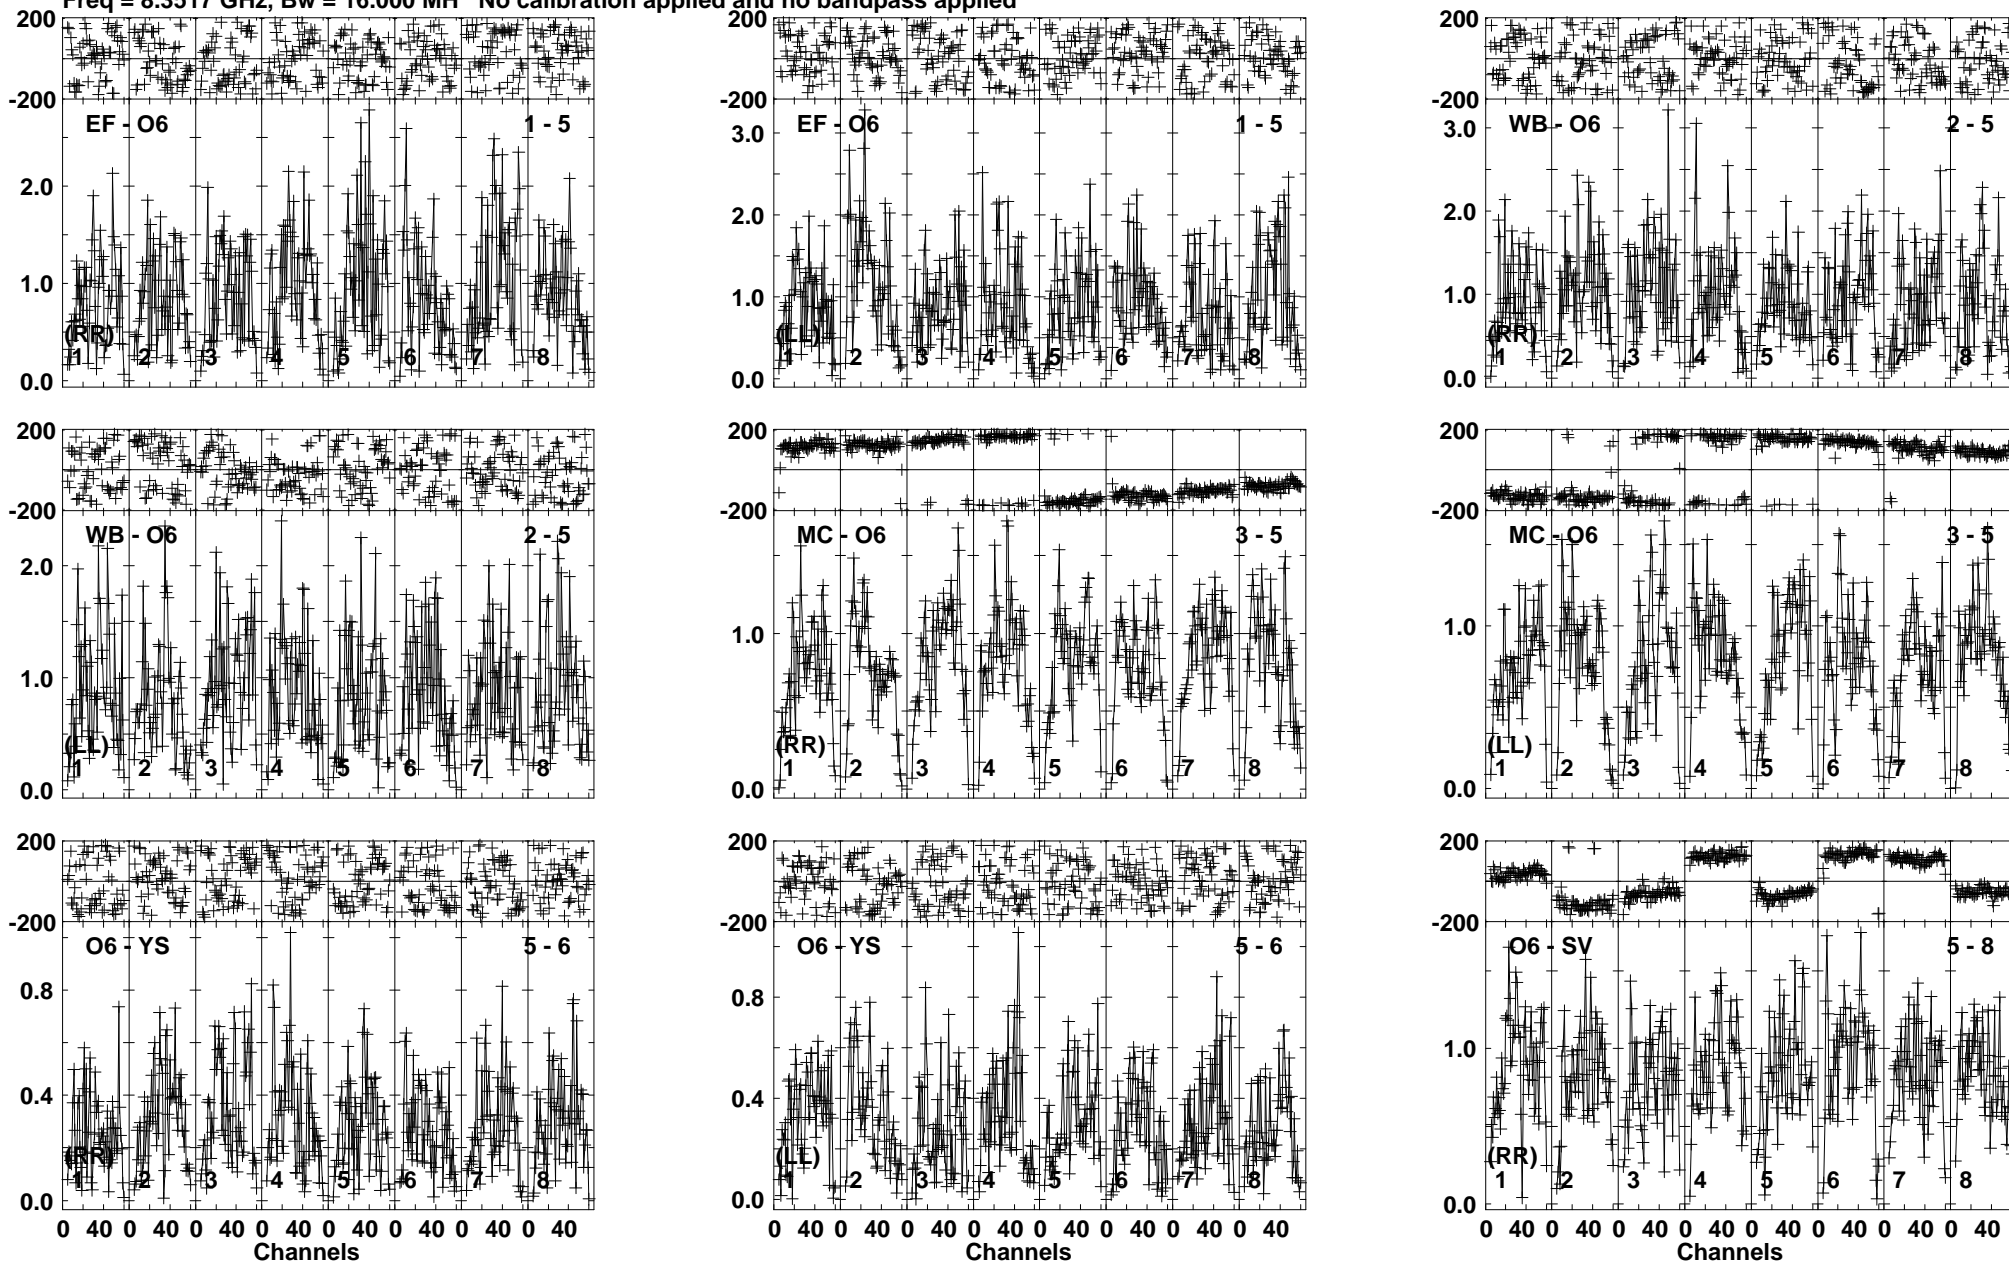 Freq = 8.3517 GHz, Bw = 16.000 MH No calibration applied and no bandpass applied
200 200 200
-200 -200 -200
EF - O6 1 - 5 EF - O6 1 - 5 WB - O6 2 - 5
3.0 3.0
2.0 2.0 2.0
1.0 1.0 1.0
(RR) (LL) (RR)
1 2 3 4 5 6 7 8 1 2 3 4 5 6 7 8 1 2 3 4 5 6 7 8
0.0 0.0 0.0
200 200 200
-200 -200 -200
WB - O6 2 - 5 MC - O6 3 - 5 MC - O6 3 - 5
2.0
1.0 1.0 1.0
(LL) (RR) (LL)
1 2 3 4 5 6 7 8 1 2 3 4 5 6 7 8 1 2 3 4 5 6 7 8
0.0 0.0 0.0
200 200 200
-200 -200 -200
O6 - YS 5 - 6 O6 - YS 5 - 6 O6 - SV 5 - 8
0.8 0.8
1.0
0.4 0.4
(RR) (LL) (RR)
1 2 3 4 5 6 7 8 1 2 3 4 5 6 7 8 1 2 3 4 5 6 7 8
0.0 0.0 0.0
0 40 0 40 0 40 0 40 0 40 0 40 0 40 0 40 0 40 0 40 0 40 0 40 0 40 0 40 0 40 0 40 0 40 0 40 0 40 0 40 0 40 0 40 0 40 0 40
Channels Channels Channels